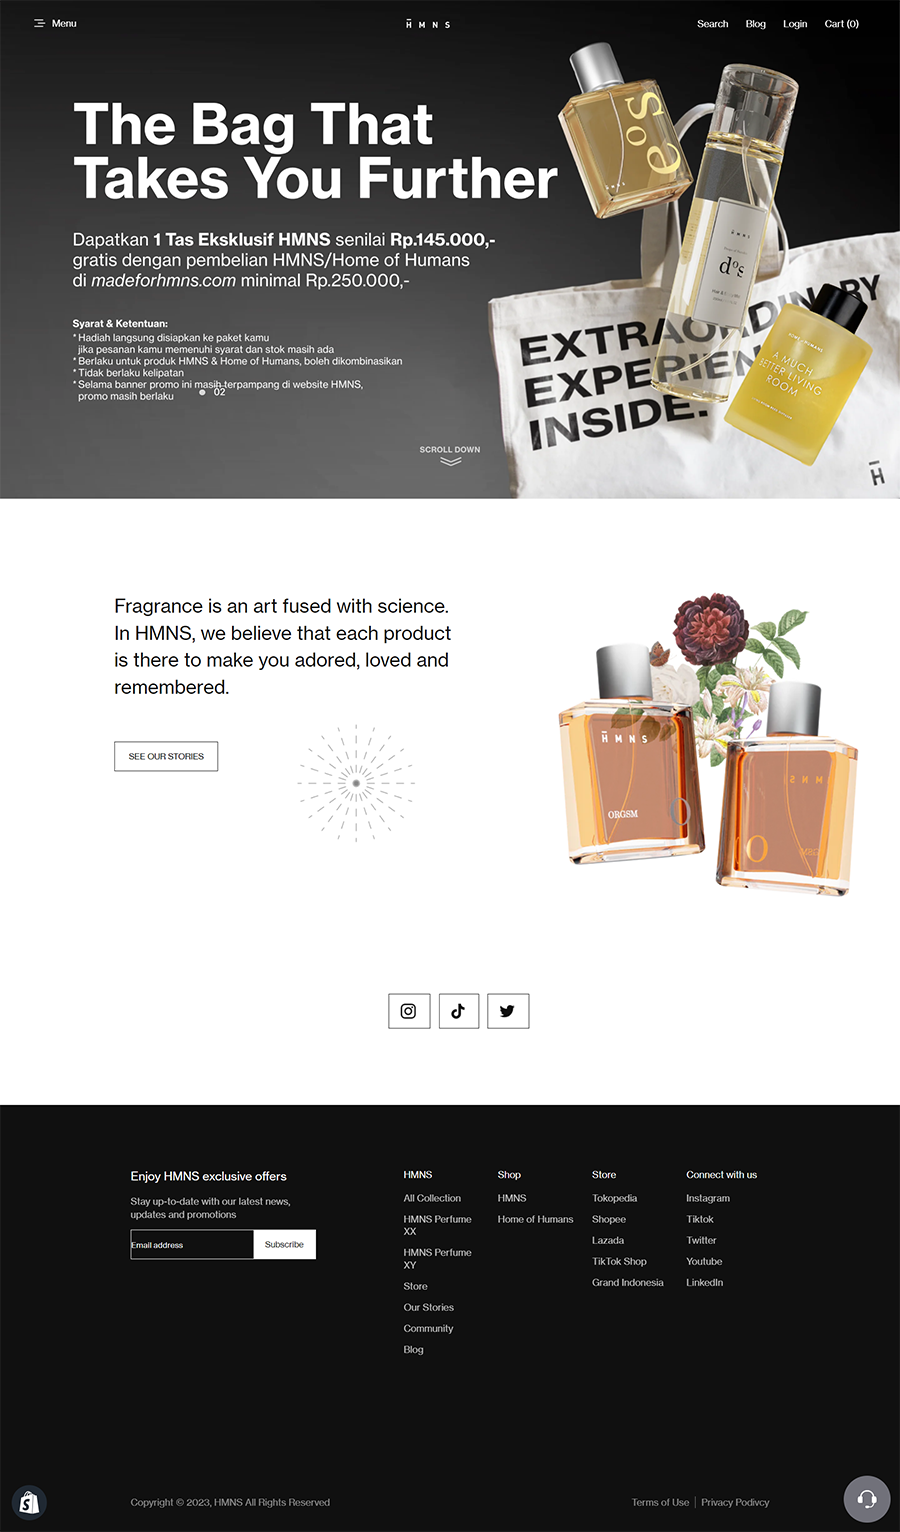 Menu
HMNS
Search Blog Login Cart (0)
The Bag That
Takes You Further
Dapatkan 1 Tas Eksklusif HMNS senilai Rp.145.000,-
gratis dengan pembelian HMNS/Home of Humans
di madeforhmns.com minimal Rp.250.000,-
Syarat & Ketentuan:
* Hadiah langsung disiapkan ke paket kamu
jika pesanan kamu memenuhi syarat dan stok masih ada
* Berlaku untuk produk HMNS & Home of Humans, boleh dikombinasikan
* Tidak berlaku kelipatan
* Selama banner promo ini masih terpampang di website HMNS,
promo masih berlaku
02
SCROLL DOWN
eos
HMNS
HMNS
dos
EXTRAORDINARY
EXPERIEN
INSIDE.
A MUCH
BETTER LIVING
ROOM
H
Fragrance is an art fused with science.
In HMNS, we believe that each product
is there to make you adored, loved and
remembered.
SEE OUR STORIES
HMNS
ORGSM
O
HMNS
O
ORGSM
Enjoy HMNS exclusive offers
Stay up-to-date with our latest news,
updates and promotions
Email address
Subscribe
HMNS
All Collection
HMNS Perfume
XX
HMNS Perfume
XY
Store
Our Stories
Community
Blog
Shop
HMNS
Home of Humans
Store
Tokopedia
Shopee
Lazada
TikTok Shop
Grand Indonesia
Connect with us
Instagram
Tiktok
Twitter
Youtube
LinkedIn
Copyright © 2023, HMNS All Rights Reserved
Terms of Use | Privacy Podivcy